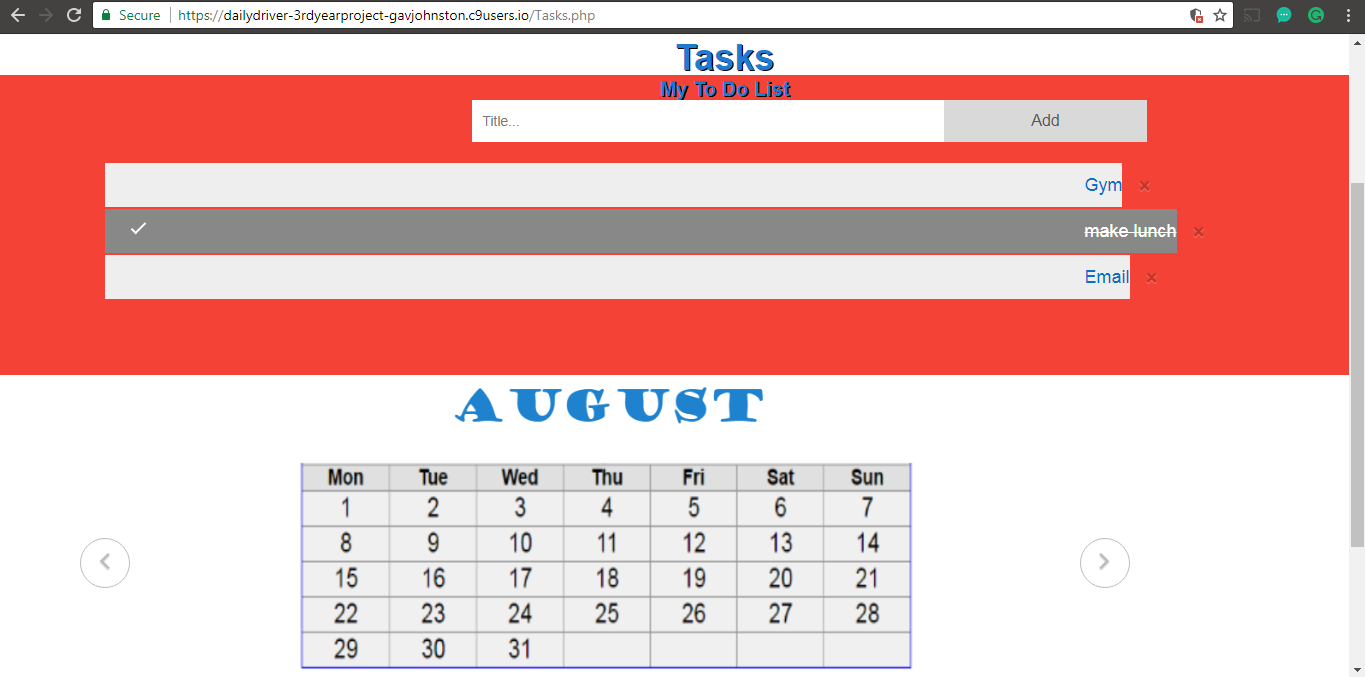 Secure https://dailydriver-3rdyearproject-gavjohnston.c9users.io/Tasks.php
Tasks
My To Do List
Title... Add
Gym ×
make lunch ×
Email ×
AUGUST
Mon Tue Wed Thu Fri Sat Sun
1 2 3 4 5 6 7
8 9 10 11 12 13 14
15 16 17 18 19 20 21
22 23 24 25 26 27 28
29 30 31